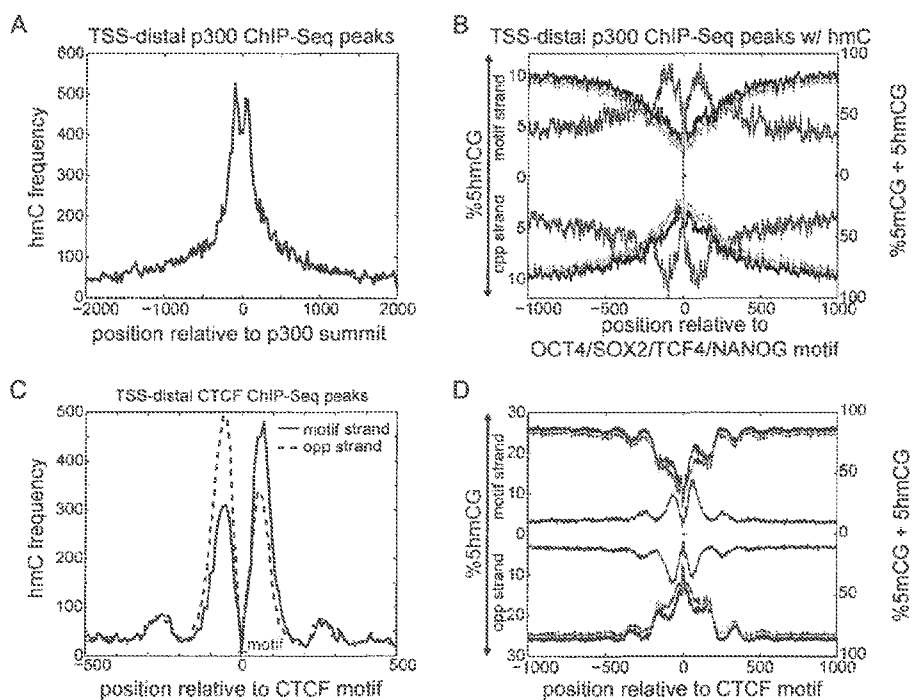 A
TSS-distal p300 ChIP-Seq peaks
600
500
400
300
200
100
0
hmC frequency
-2000 -1000 0 1000 2000
position relative to p300 summit
B
TSS-distal p300 ChIP-Seq peaks w/ hmC
%5hmCG
opp strand motif strand
10
5
0
5
10
100
50
0
50
100
%5mCG + 5hmCG
-1000 -500 0 500 1000
position relative to
OCT4/SOX2/TCF4/NANOG motif
C
TSS-distal CTCF ChIP-Seq peaks
500
400
300
200
100
0
hmC frequency
motif strand
opp strand
motif
-500 0 500
position relative to CTCF motif
D
%5hmCG
opp strand motif strand
30
20
10
0
10
20
30
100
50
0
50
100
%5mCG + 5hmCG
-1000 -500 0 500 1000
position relative to CTCF motif